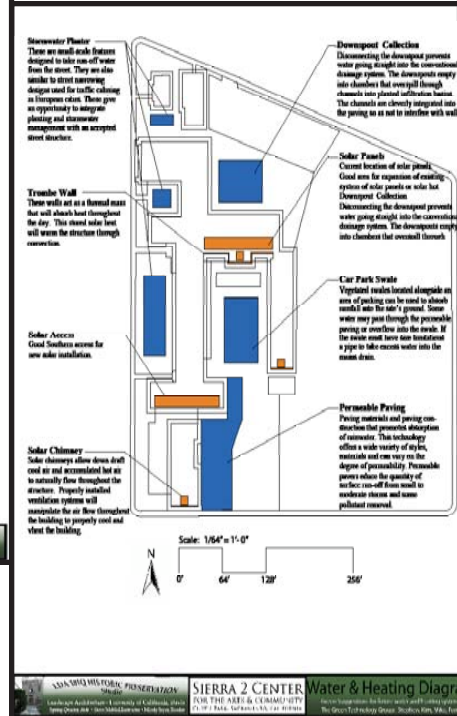 Stormwater Planter
These are small-scale features
designed to take run-off water
from the street. They are also
similar to street narrowing
designs used for traffic calming
in European cities. These give
an opportunity to integrate
planting and stormwater
management with an accepted
street structure.
Trombe Wall
These walls act as a thermal mass
that will absorb heat throughout
the day. This stored solar heat
will warm the structure through
convection.
Solar Access
Good Southern access for
new solar installation.
Solar Chimney
Solar chimneys allow down draft
cool air and accumulated hot air
to naturally flow throughout the
structure. Properly installed
ventilation systems will
manipulate the air flow throughout
the building to properly cool and
vent the building.
Downspout Collection
Disconnecting the downspout prevents
water going straight into the conventional
drainage system. The downspouts empty
into chambers that overspill through
channels into planted infiltration basins.
The channels are cleverly integrated into
the paving so as not to interfere with walk
Solar Panels
Current location of solar panels.
Good area for expansion of existing
system of solar panels or solar hot
Downspout Collection
Disconnecting the downspout prevents
water going straight into the convention
drainage system. The downspouts empty
into chambers that overspill through
Car Park Swale
Vegetated swales located alongside an
area of parking can be used to absorb
rainfall into the site's ground. Some
water may pass through the permeable
paving or overflow into the swale. If
the swale must have
a pipe to take excess water into the
mains drain.
Permeable Paving
Paving materials and paving con-
struction that promotes absorption
of rainwater. This technology
offers a wide variety of styles,
materials and can vary on the
degree of permeability. Permeable
pavers reduce the quantity of
surface run-off from small to
moderate storms and some
pollutant removal.
Scale: 1/64" = 1'- 0"
N
0' 64' 128' 256'
LDA HISTORIC PRESERVATION
Studio
Landscape Architecture - University of California, Davis
SIERRA 2 CENTER
FOR THE ARTS & COMMUNITY
Water & Heating Diagra